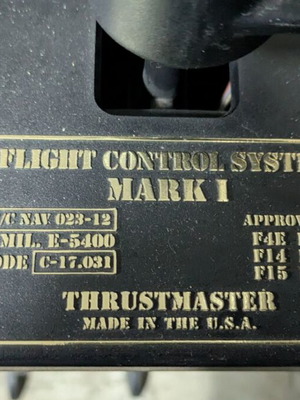 FLIGHT CONTROL SYSTE
MARK I
/C NAV 023-12
MIL. E-5400
ODE C-17.031
APPROV
F4E
F14
F15
THRUSTMASTER
MADE IN THE U.S.A.